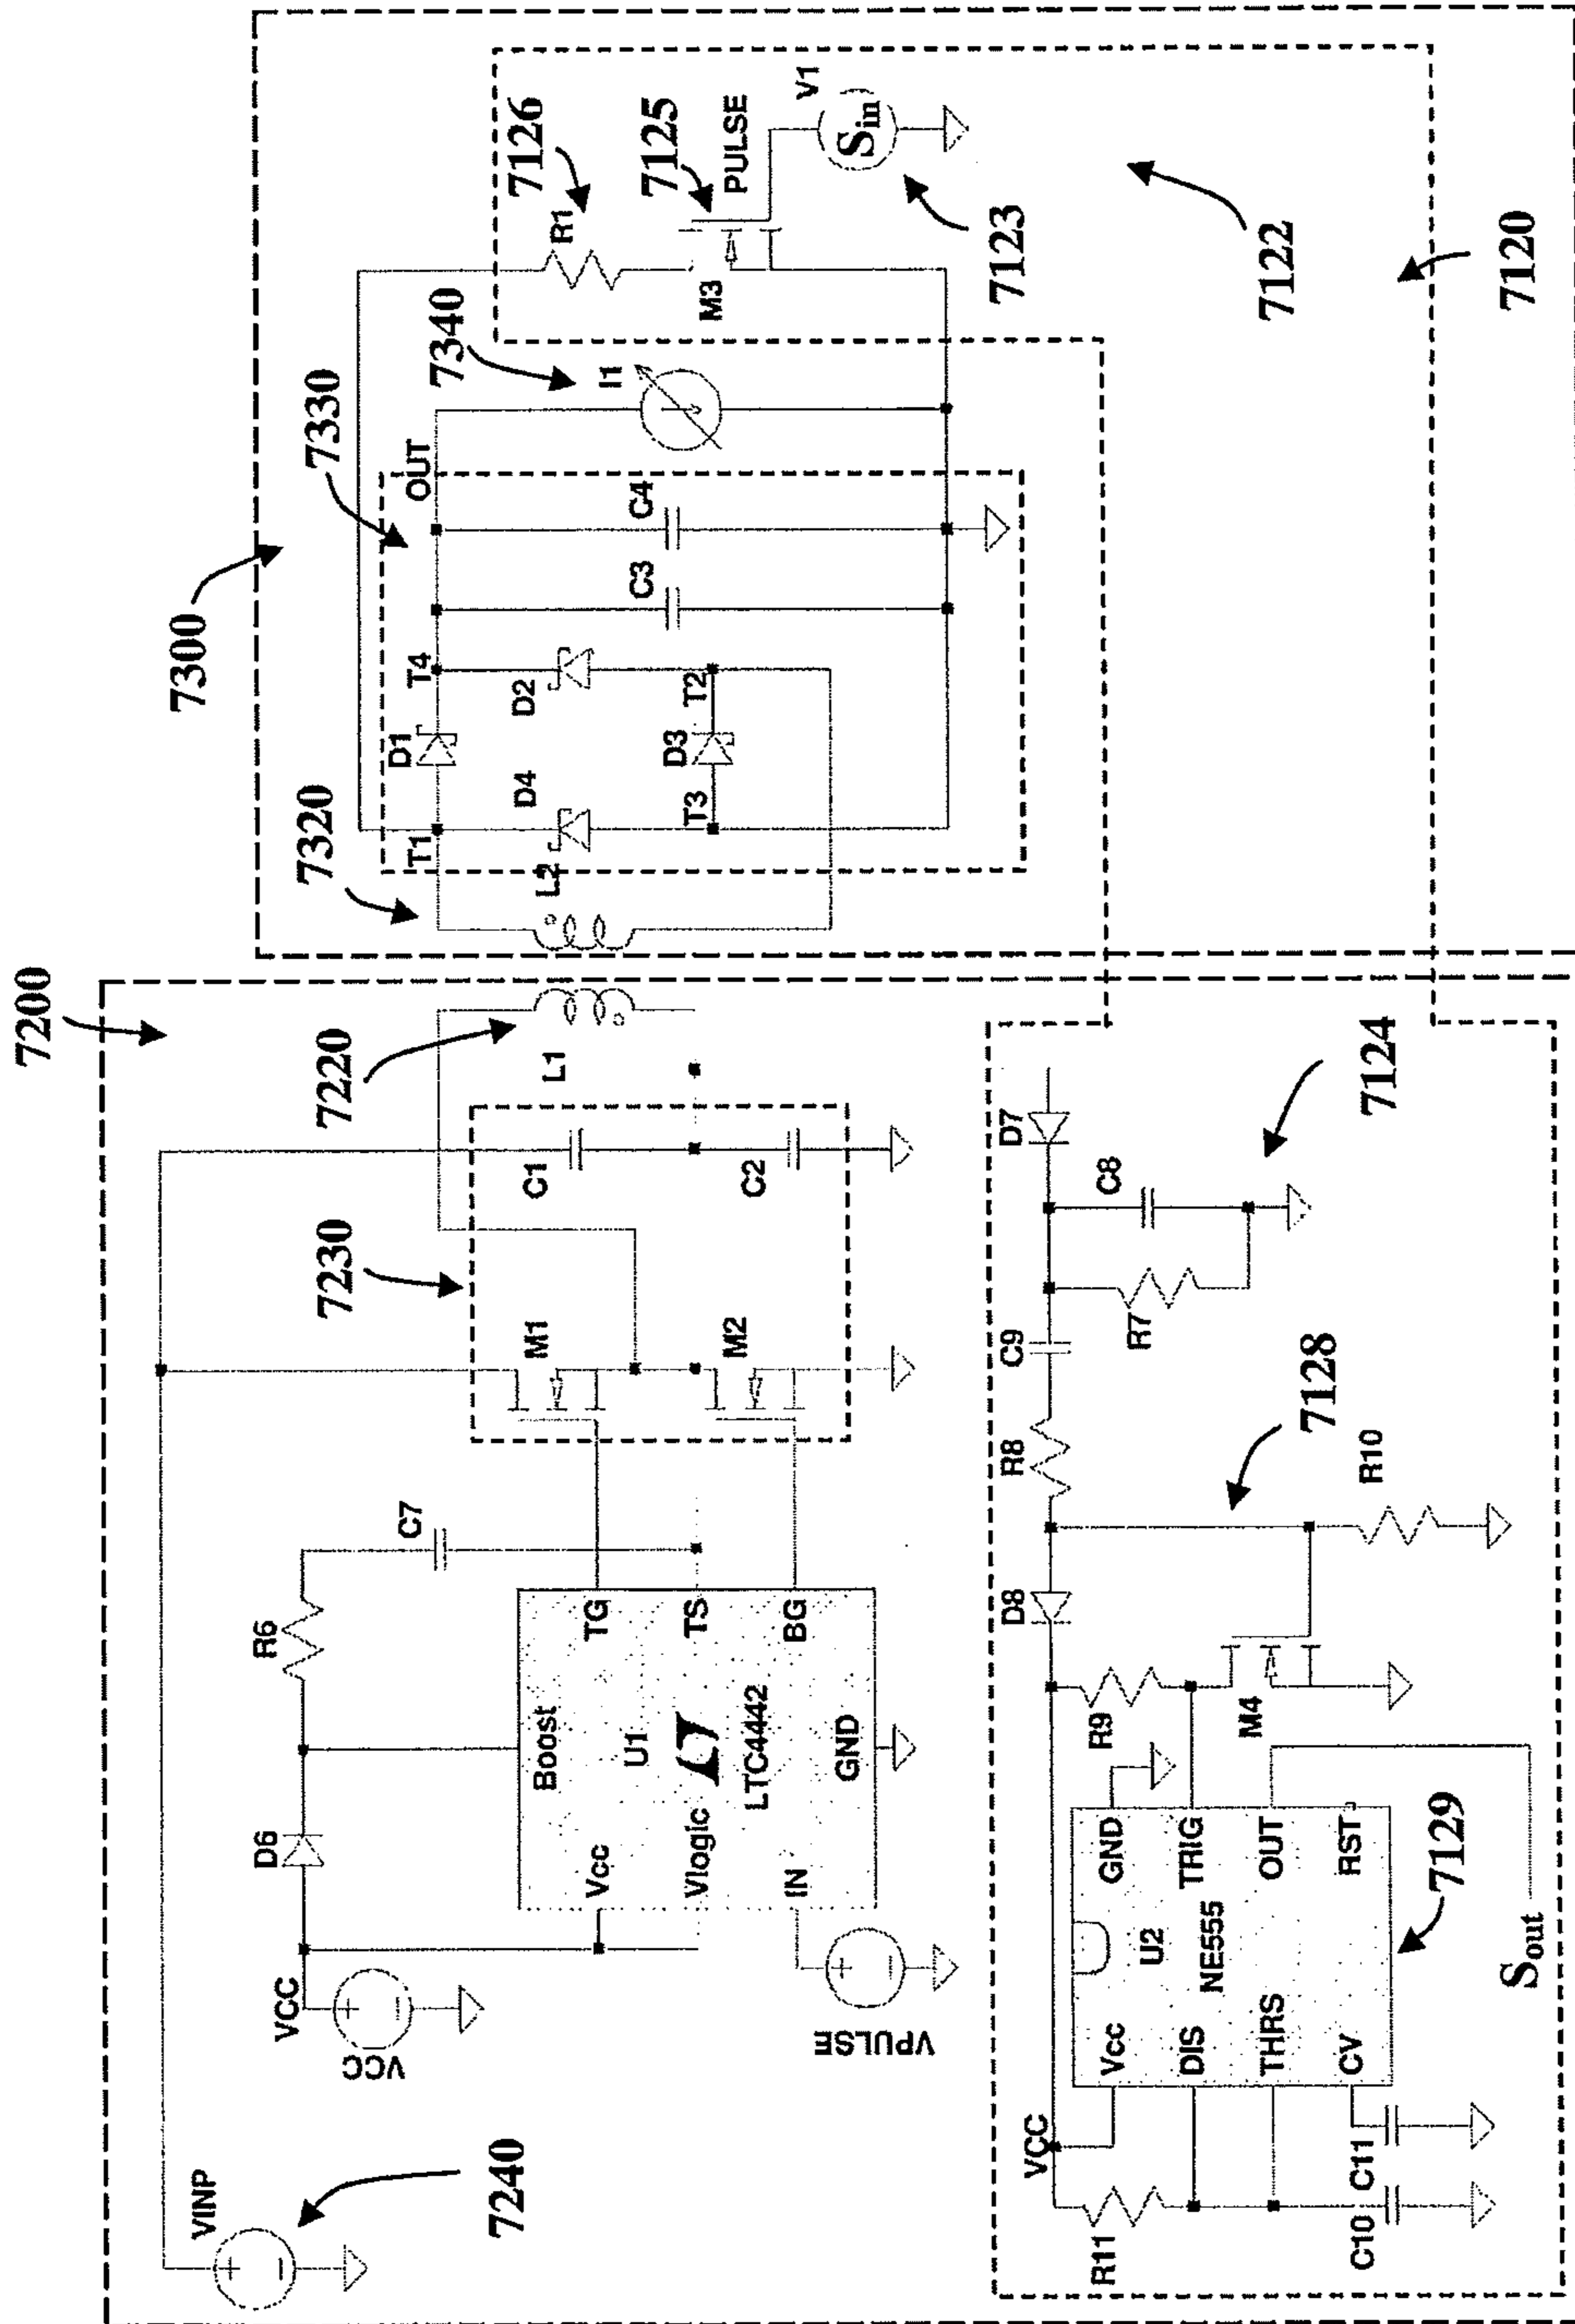 7200
7300
7240
VINP
VCC
VCC
D6
R6
C7
Boost
Vcc
U1
TG
Vlogic
LT
TS
LTC4442
IN
BG
GND
VPULSE
7230
M1
M2
C1
C2
7220
L1
7320
L2
T1
D1
T4
D4
D2
T3
D3
T2
7330
OUT
C3
C4
7340
I1
7126
R1
7125
M3
PULSE
V1
Sin
7123
7122
7120
VCC
R11
Vcc
GND
U2
DIS
NE555
TRIG
THRS
OUT
CV
RST
C10
C11
7129
Sout
R9
M4
D8
7128
R10
R8
C9
R7
C8
D7
7124